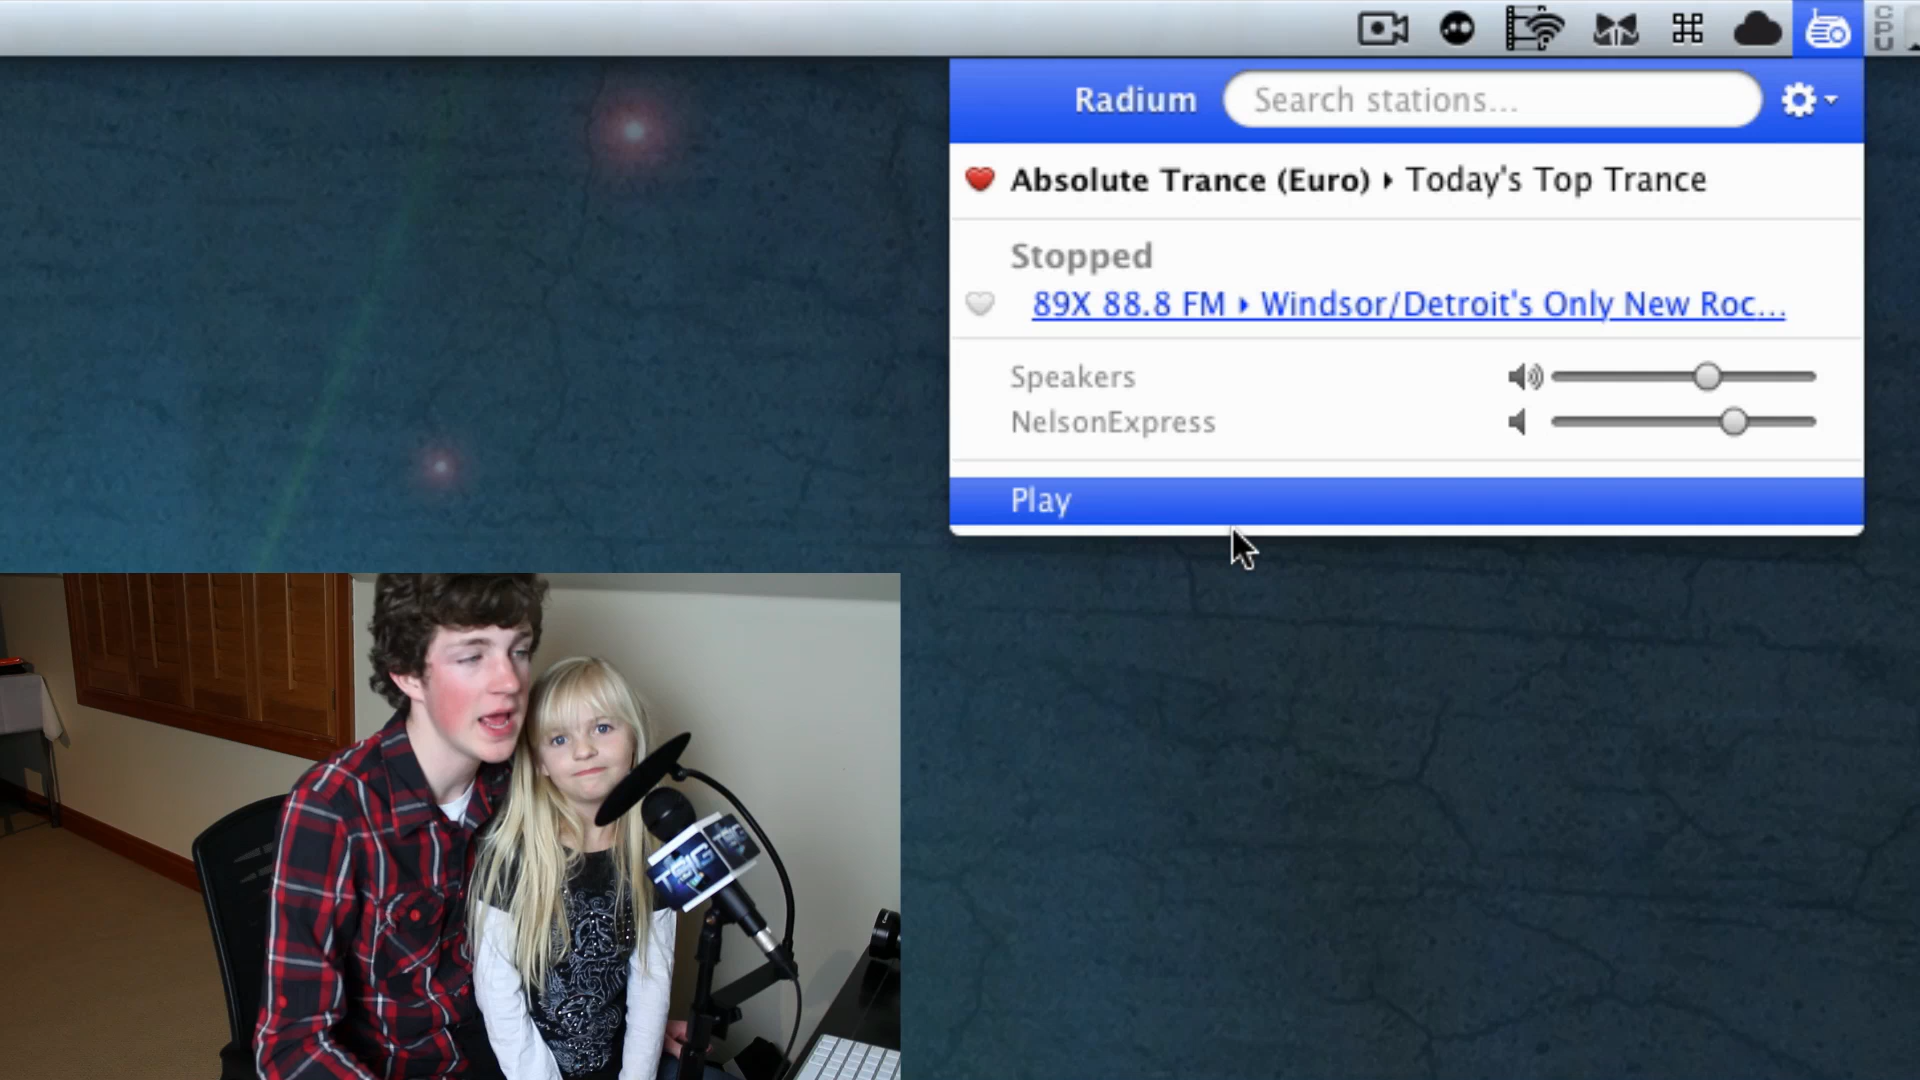 CPU
Radium
Search stations...
Absolute Trance (Euro) ▸ Today's Top Trance
Stopped
89X 88.8 FM ▸ Windsor/Detroit's Only New Roc...
Speakers
NelsonExpress
Play